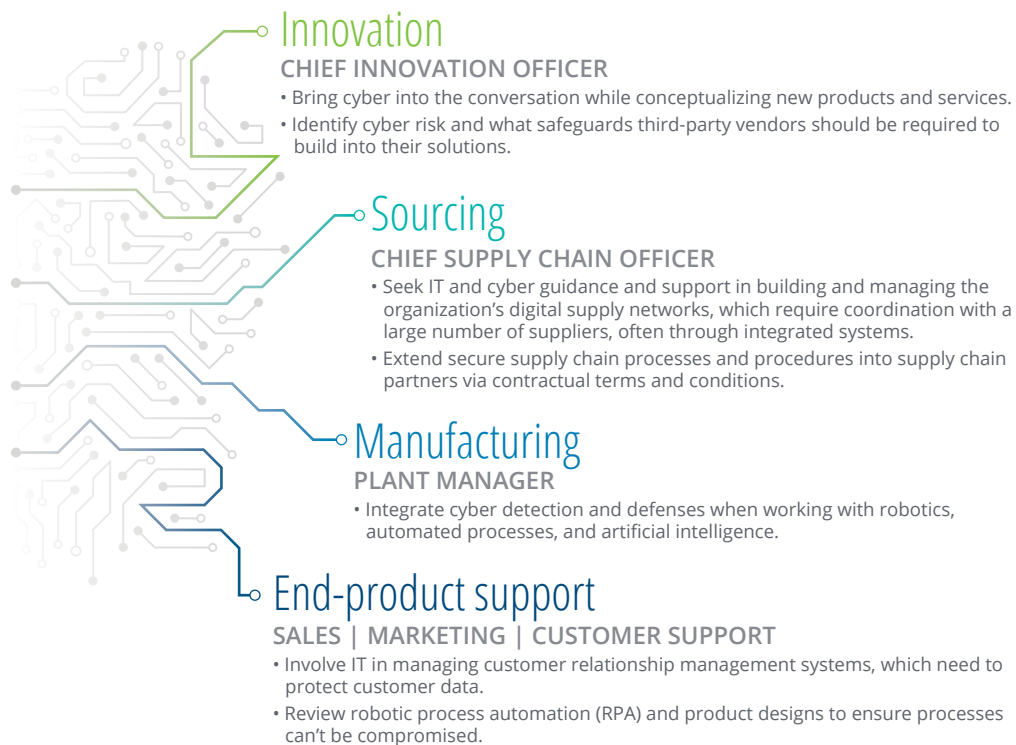 Innovation
CHIEF INNOVATION OFFICER
• Bring cyber into the conversation while conceptualizing new products and services.
• Identify cyber risk and what safeguards third-party vendors should be required to
build into their solutions.
Sourcing
CHIEF SUPPLY CHAIN OFFICER
• Seek IT and cyber guidance and support in building and managing the
organization's digital supply networks, which require coordination with a
large number of suppliers, often through integrated systems.
• Extend secure supply chain processes and procedures into supply chain
partners via contractual terms and conditions.
Manufacturing
PLANT MANAGER
• Integrate cyber detection and defenses when working with robotics,
automated processes, and artificial intelligence.
End-product support
SALES | MARKETING | CUSTOMER SUPPORT
• Involve IT in managing customer relationship management systems, which need to
protect customer data.
• Review robotic process automation (RPA) and product designs to ensure processes
can't be compromised.